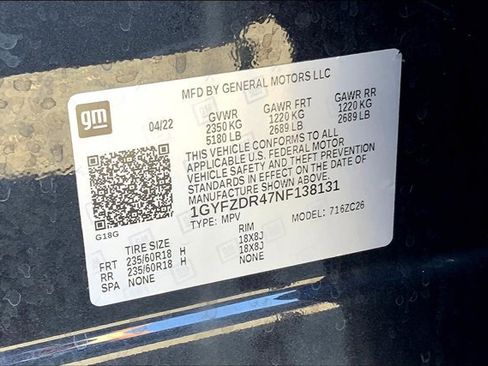 MFD BY GENERAL MOTORS LLC
gm
04/22
GVWR GAWR FRT GAWR RR
2350 KG 1220 KG 1220 KG
5180 LB 2689 LB 2689 LB
THIS VEHICLE CONFORMS TO ALL
APPLICABLE U.S. FEDERAL MOTOR
VEHICLE SAFETY AND THEFT PREVENTION
STANDARDS IN EFFECT ON THE DATE OF
MANUFACTURE SHOWN ABOVE.
1GYFZDR47NF138131
TYPE: MPV MODEL: 716ZC26
G18G
TIRE SIZE RIM
FRT 235/60R18 H 18X8J
RR 235/60R18 H 18X8J
SPA NONE NONE